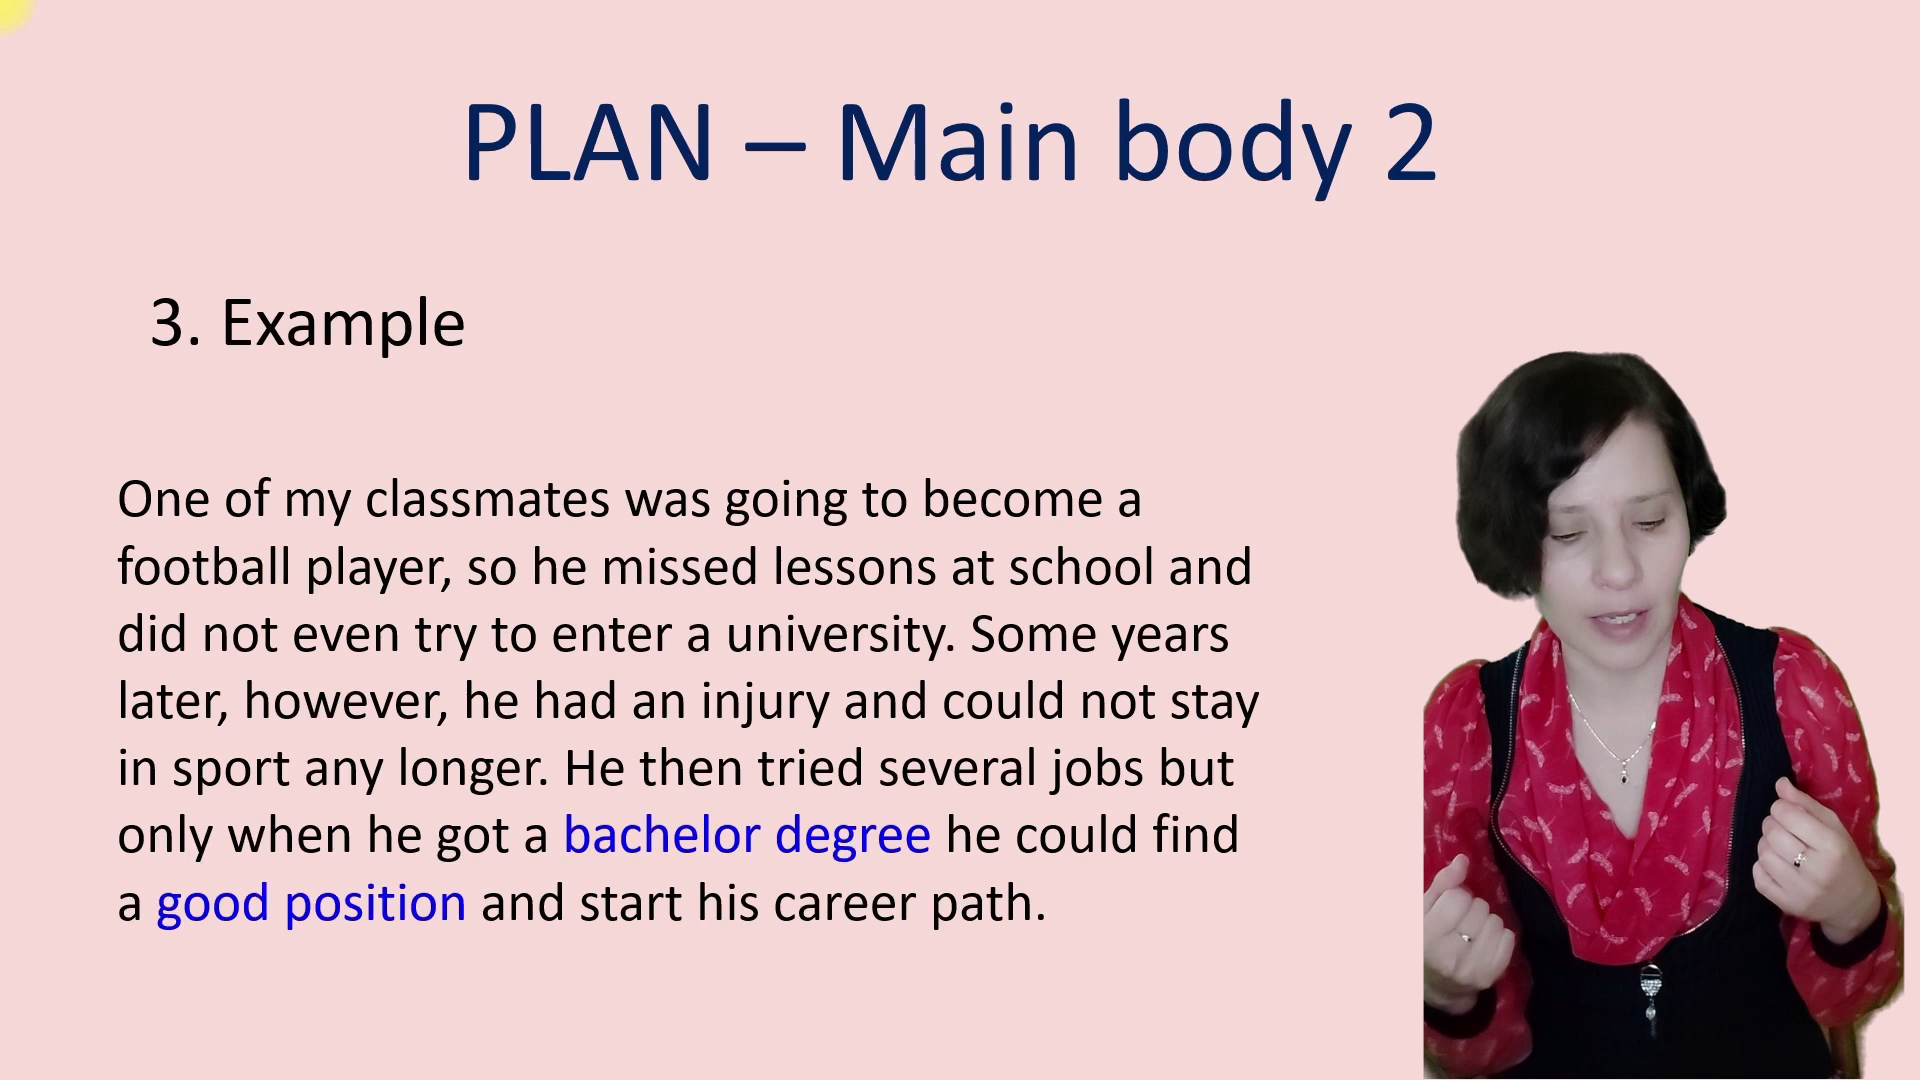 PLAN – Main body 2
3. Example
One of my classmates was going to become a
football player, so he missed lessons at school and
did not even try to enter a university. Some years
later, however, he had an injury and could not stay
in sport any longer. He then tried several jobs but
only when he got a bachelor degree he could find
a good position and start his career path.